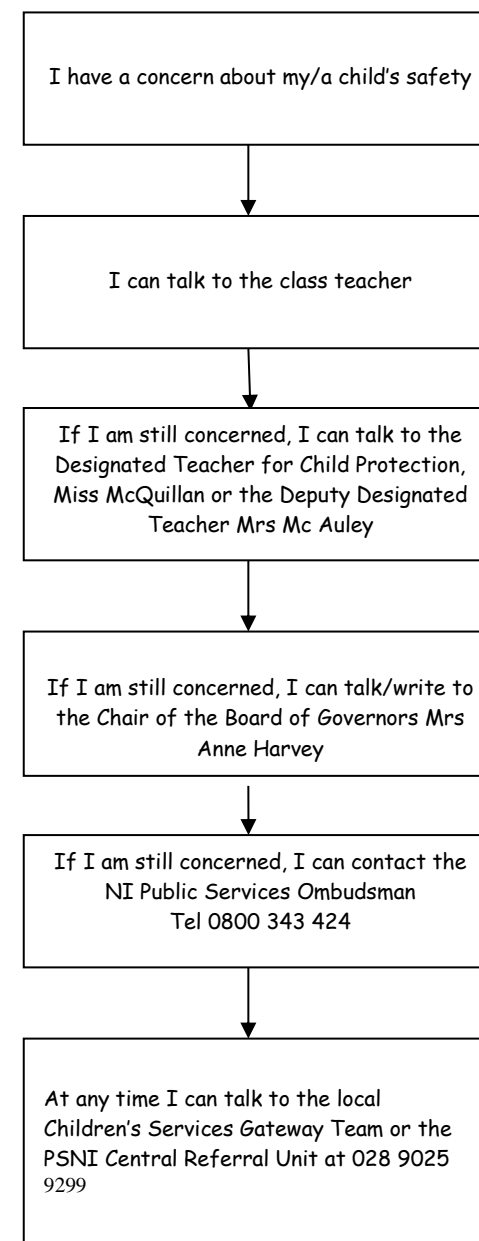 I have a concern about my/a child's safety
I can talk to the class teacher
If I am still concerned, I can talk to the
Designated Teacher for Child Protection,
Miss McQuillan or the Deputy Designated
Teacher Mrs Mc Auley
If I am still concerned, I can talk/write to
the Chair of the Board of Governors Mrs
Anne Harvey
If I am still concerned, I can contact the
NI Public Services Ombudsman
Tel 0800 343 424
At any time I can talk to the local
Children's Services Gateway Team or the
PSNI Central Referral Unit at 028 9025
9299